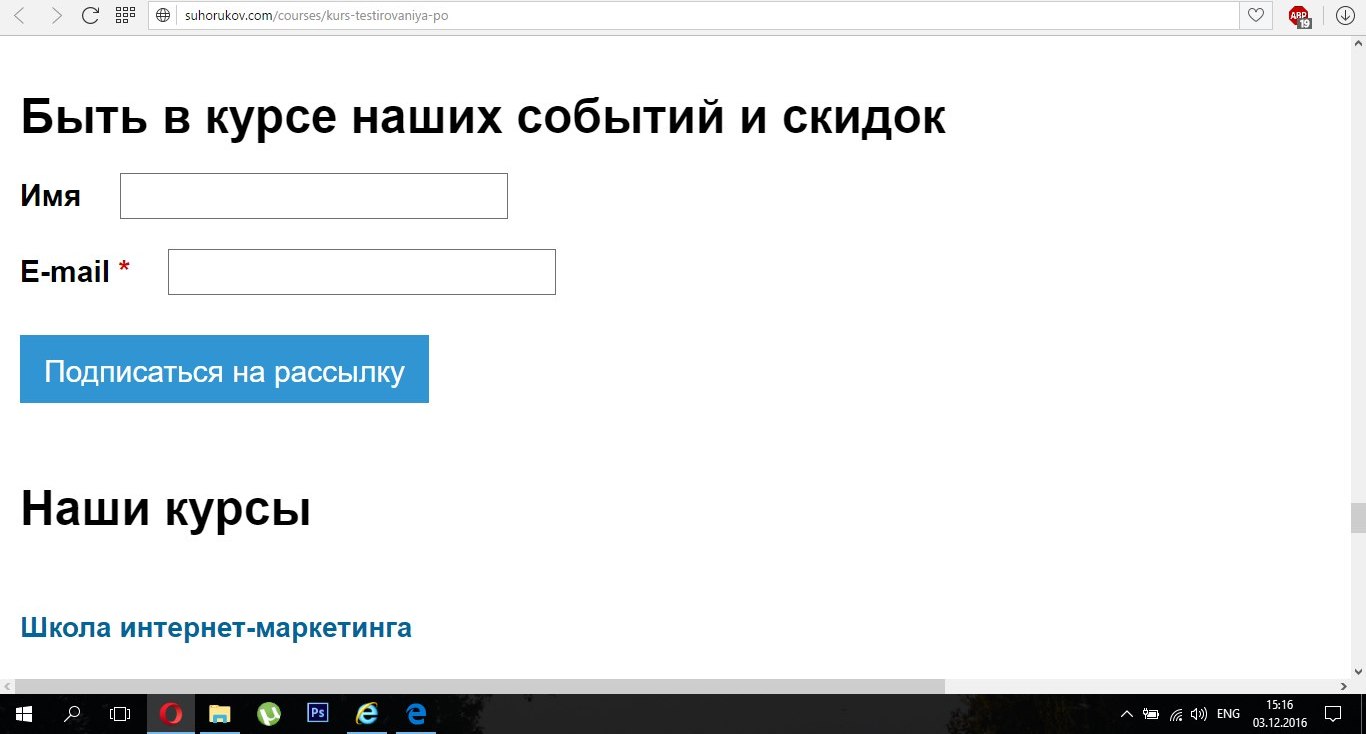 suhorukov.com/courses/kurs-testirovaniya-po
ABP
19
Быть в курсе наших событий и скидок
Имя
E-mail *
Подписаться на рассылку
Наши курсы
Школа интернет-маркетинга
Ps
ENG
15:16
03.12.2016